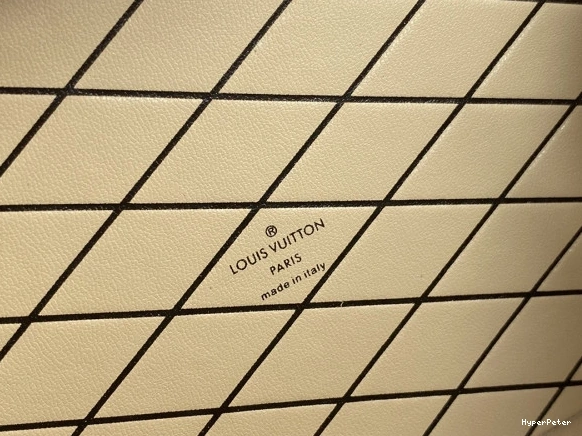 ®
LOUIS VUITTON
PARIS
made in italy
HyperPeter